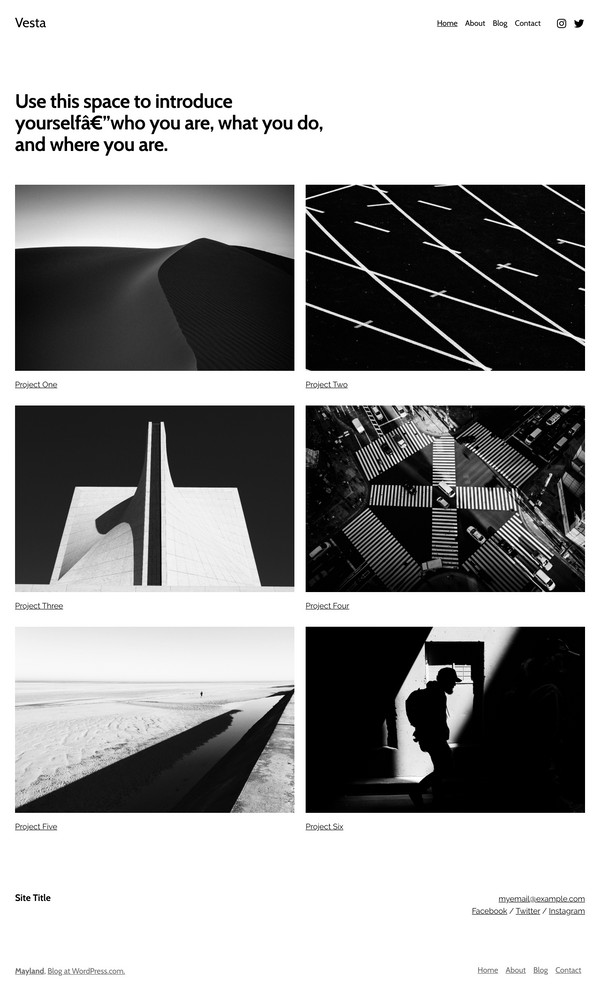 Vesta
Home About Blog Contact
Use this space to introduce
yourselfâ€”who you are, what you do,
and where you are.
Project One
Project Two
Project Three
Project Four
Project Five
Project Six
Site Title
myemail@example.com
Facebook / Twitter / Instagram
Mayland, Blog at WordPress.com.
Home About Blog Contact